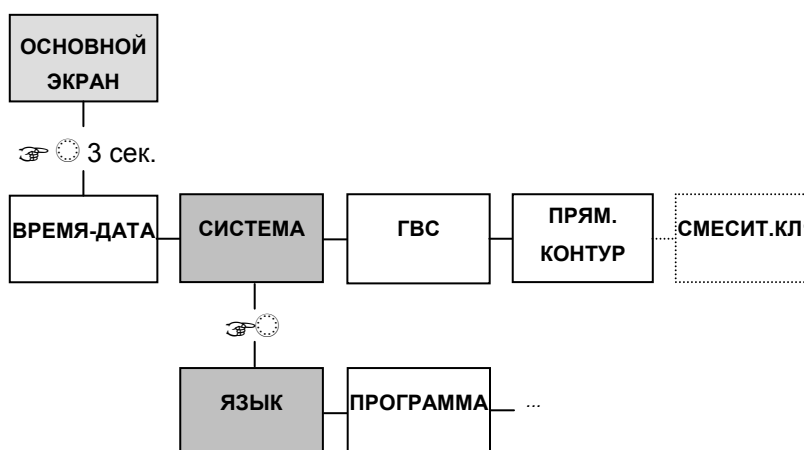 ОСНОВНОЙ
ЭКРАН
3 сек.
ВРЕМЯ-ДАТА
СИСТЕМА
ГВС
ПРЯМ.
КОНТУР
СМЕСИТ.КЛ
ЯЗЫК
ПРОГРАММА
...